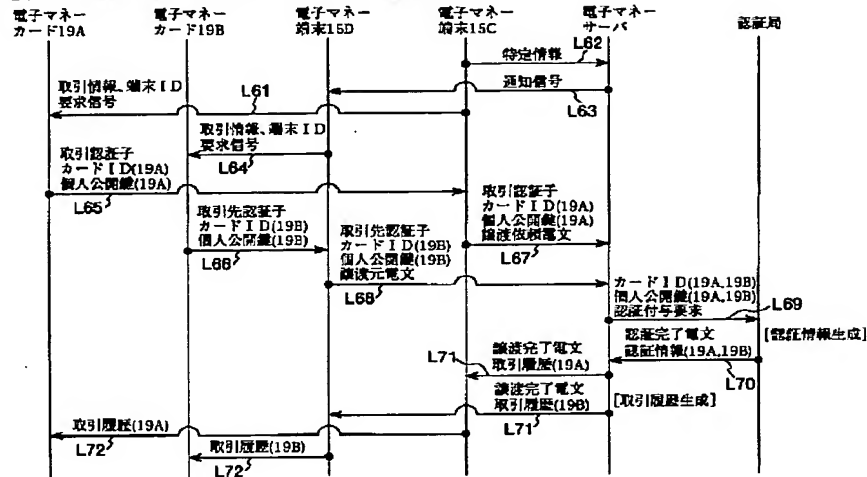 電子マネー
カード19A
電子マネー
カード19B
電子マネー
端末15D
電子マネー
端末15C
電子マネー
サーバ
認証局
特定情報
L62
通知信号
L63
取引情報、端末ID
要求信号
L61
取引情報、端末ID
要求信号
L64
取引認証子
カードID(19A)
個人公開鍵(19A)
L65
取引先認証子
カードID(19B)
個人公開鍵(19B)
L66
取引認証子
カードID(19A)
個人公開鍵(19A)
譲渡依頼電文
L67
取引先認証子
カードID(19B)
個人公開鍵(19B)
譲渡元電文
L68
カードID(19A,19B)
個人公開鍵(19A,19B)
認証付与要求
L69
認証完了電文
認証情報(19A,19B)
[認証情報生成]
L70
譲渡完了電文
取引履歴(19A)
L71
譲渡完了電文
取引履歴(19B)
[取引履歴生成]
L71
取引履歴(19A)
L72
取引履歴(19B)
L72